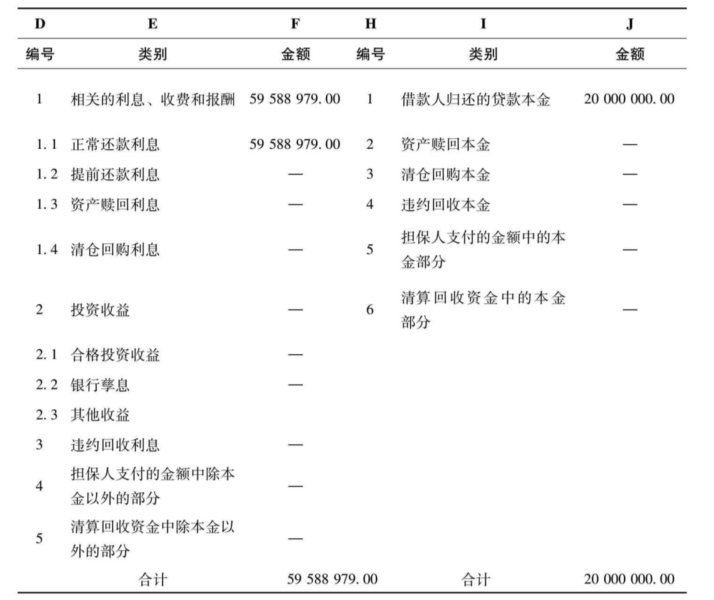 D E F H I J
编号 类别 金额 编号 类别 金额
1 相关的利息、收费和报酬 59 588 979.00 1 借款人归还的贷款本金 20 000 000.00
1.1 正常还款利息 59 588 979.00 2 资产赎回本金 —
1.2 提前还款利息 — 3 清仓回购本金 —
1.3 资产赎回利息 — 4 违约回收本金 —
1.4 清仓回购利息 — 5 担保人支付的金额中的本
金部分 —
2 投资收益 — 6 清算回收资金中的本金
部分 —
2.1 合格投资收益 —
2.2 银行孳息 —
2.3 其他收益
3 违约回收利息 —
4 担保人支付的金额中除本
金以外的部分 —
5 清算回收资金中除本金以
外的部分 —
合计 59 588 979.00 合计 20 000 000.00